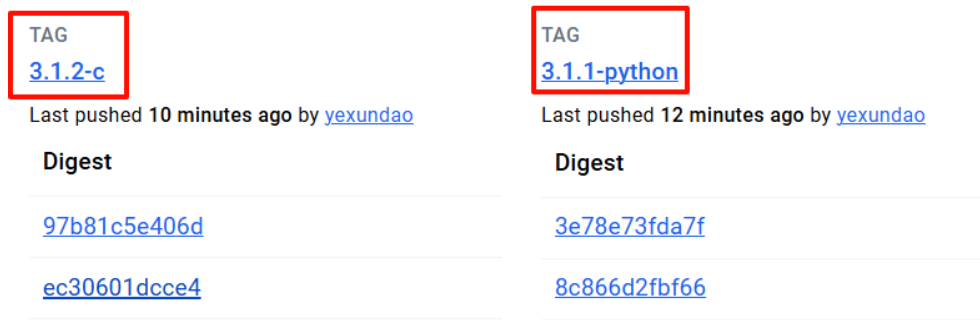 TAG
3.1.2-c
Last pushed 10 minutes ago by yexundao
Digest
97b81c5e406d
ec30601dcce4
TAG
3.1.1-python
Last pushed 12 minutes ago by yexundao
Digest
3e78e73fda7f
8c866d2fbf66